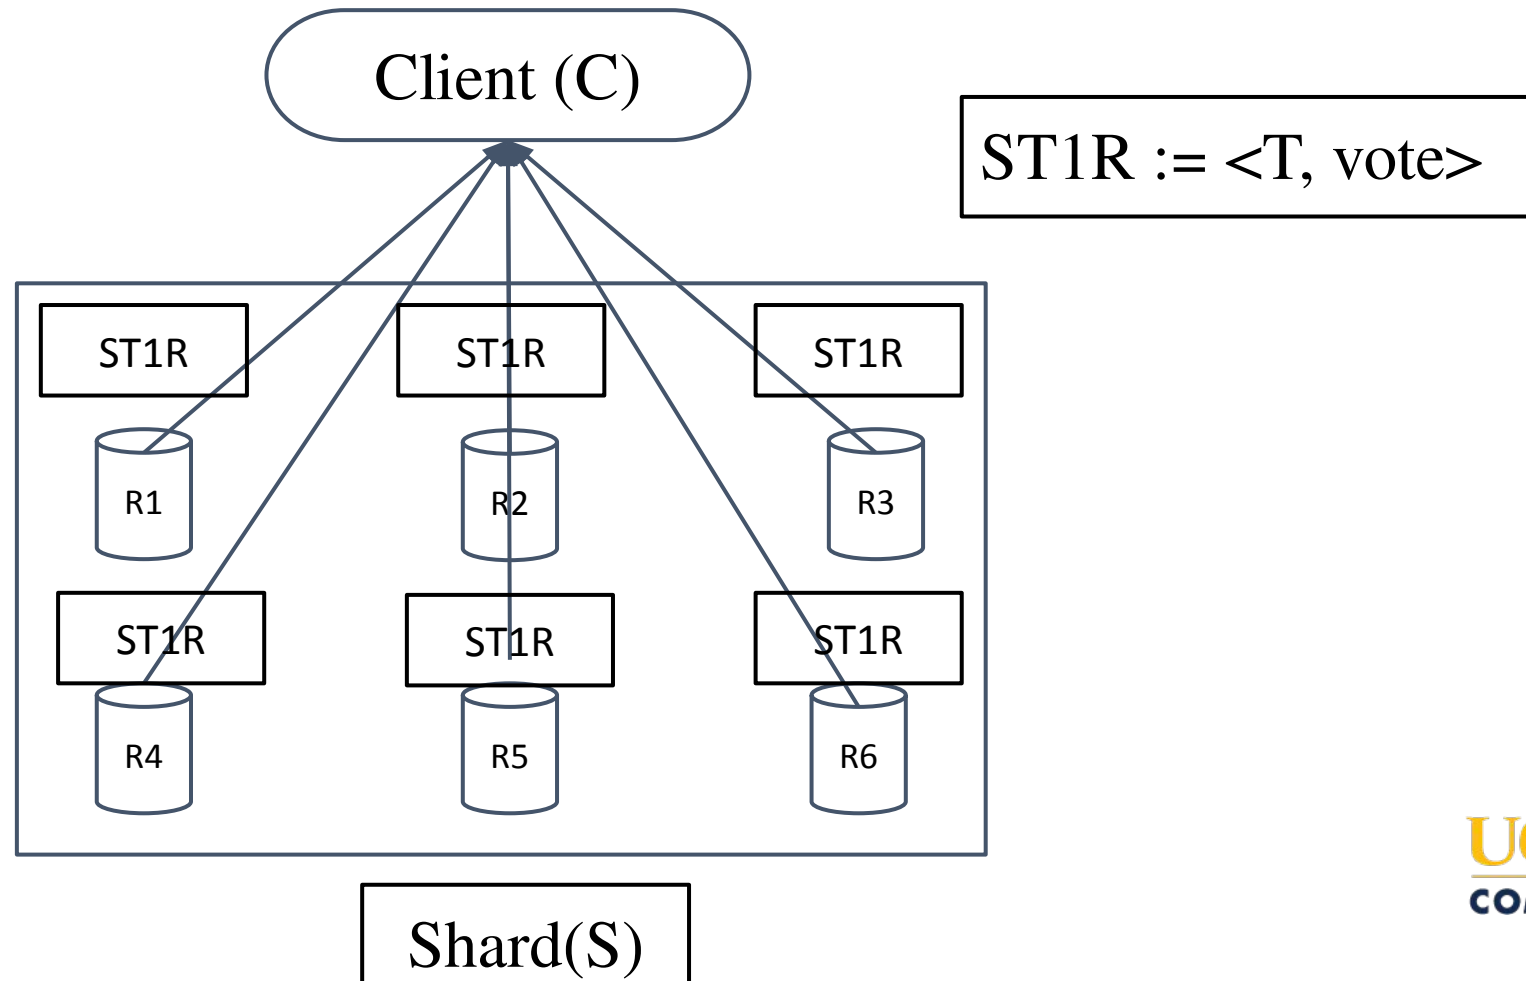 Client (C)
ST1R := <T, vote>
ST1R
ST1R
ST1R
R1
R2
R3
ST1R
ST1R
ST1R
R4
R5
R6
Shard(S)